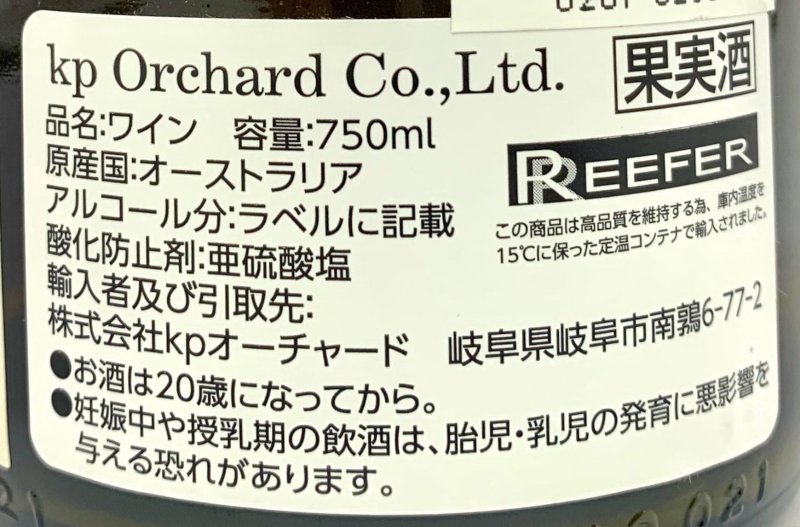 kp Orchard Co.,Ltd.
果実酒
品名:ワイン 容量:750ml
原産国:オーストラリア
アルコール分:ラベルに記載
酸化防止剤:亜硫酸塩
REEFER
この商品は高品質を維持する為、庫内温度を
15℃に保った定温コンテナで輸入されました。
輸入者及び引取先:
株式会社kpオーチャード 岐阜県岐阜市南鶉6-77-2
●お酒は20歳になってから。
●妊娠中や授乳期の飲酒は、胎児・乳児の発育に悪影響を
与える恐れがあります。